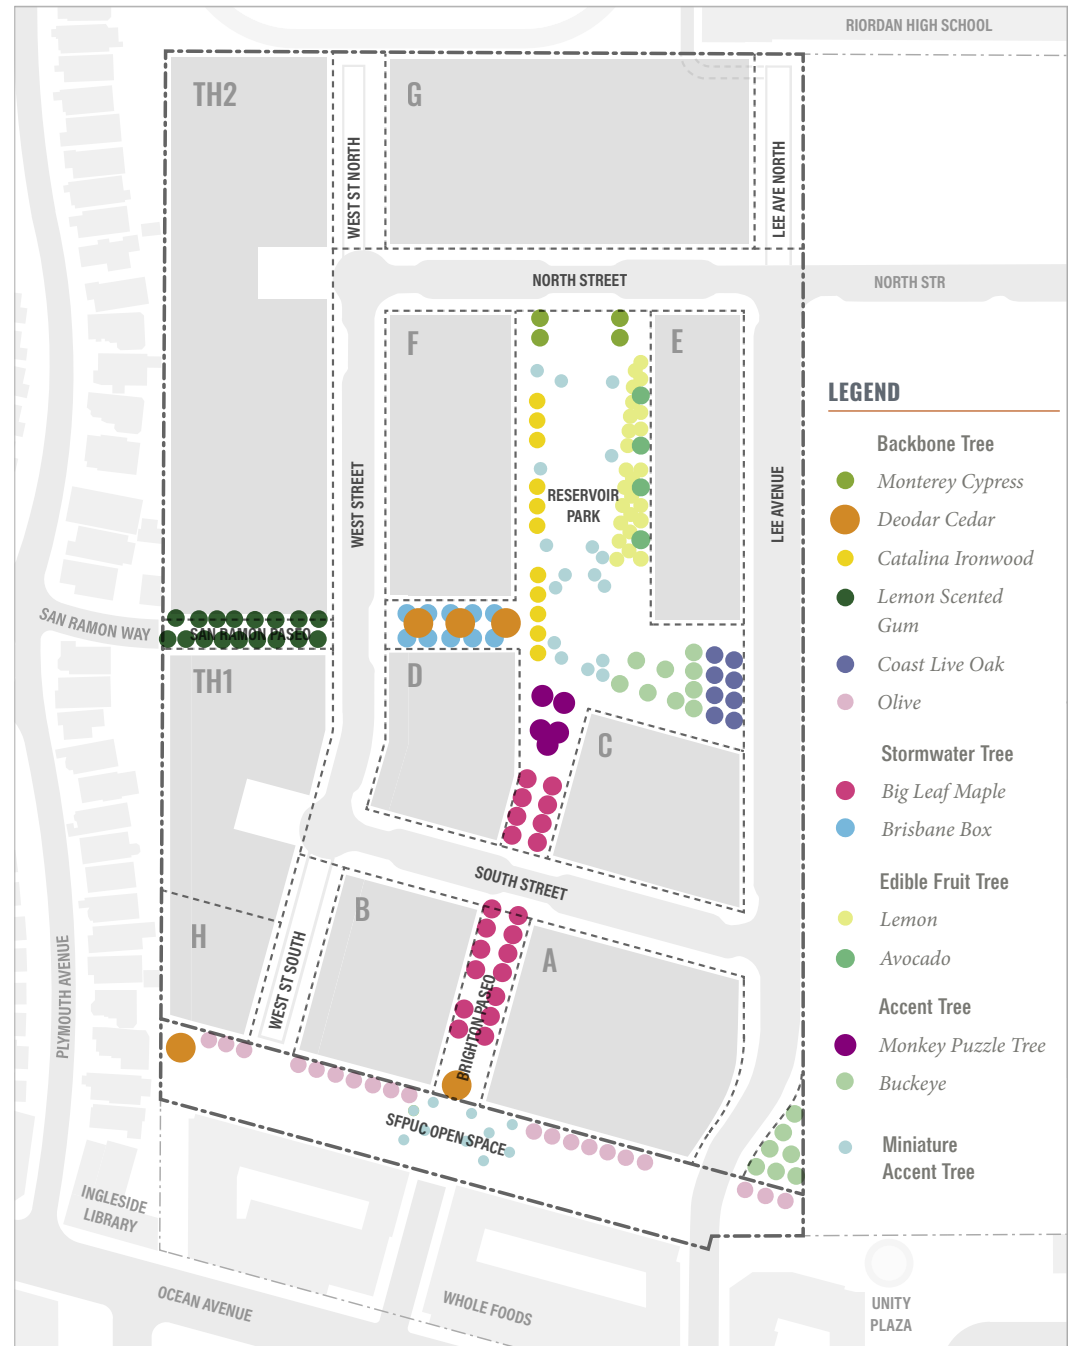 RIORDAN HIGH SCHOOL
TH2
G
WEST ST NORTH
LEE AVE NORTH
NORTH STREET
NORTH STR
F
E
LEGEND
Backbone Tree
Monterey Cypress
Deodar Cedar
Catalina Ironwood
Lemon Scented
Gum
Coast Live Oak
Olive
Stormwater Tree
Big Leaf Maple
Brisbane Box
Edible Fruit Tree
Lemon
Avocado
Accent Tree
Monkey Puzzle Tree
Buckeye
Miniature
Accent Tree
WEST STREET
RESERVOIR
PARK
LEE AVENUE
SAN RAMON WAY
SAN RAMON PASEO
TH1
D
C
SOUTH STREET
B
A
H
WEST ST SOUTH
BRIGHTON PASEO
PLYMOUTH AVENUE
SFPUC OPEN SPACE
INGLESIDE
LIBRARY
OCEAN AVENUE
WHOLE FOODS
UNITY
PLAZA